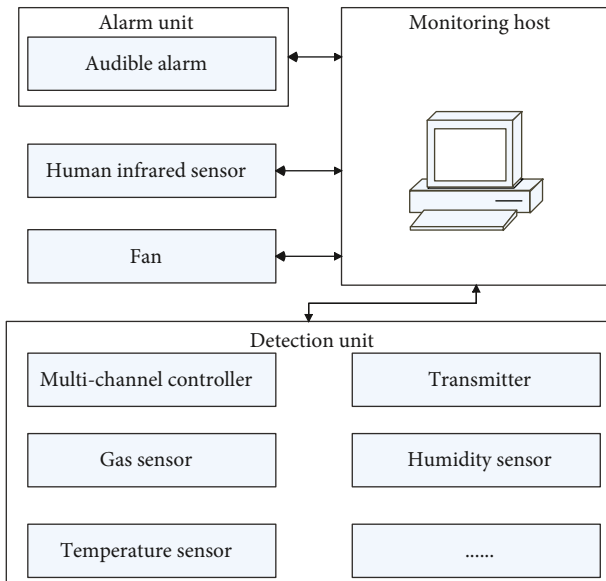 Alarm unit
Audible alarm
Monitoring host
Human infrared sensor
Fan
Detection unit
Multi-channel controller
Transmitter
Gas sensor
Humidity sensor
Temperature sensor
......